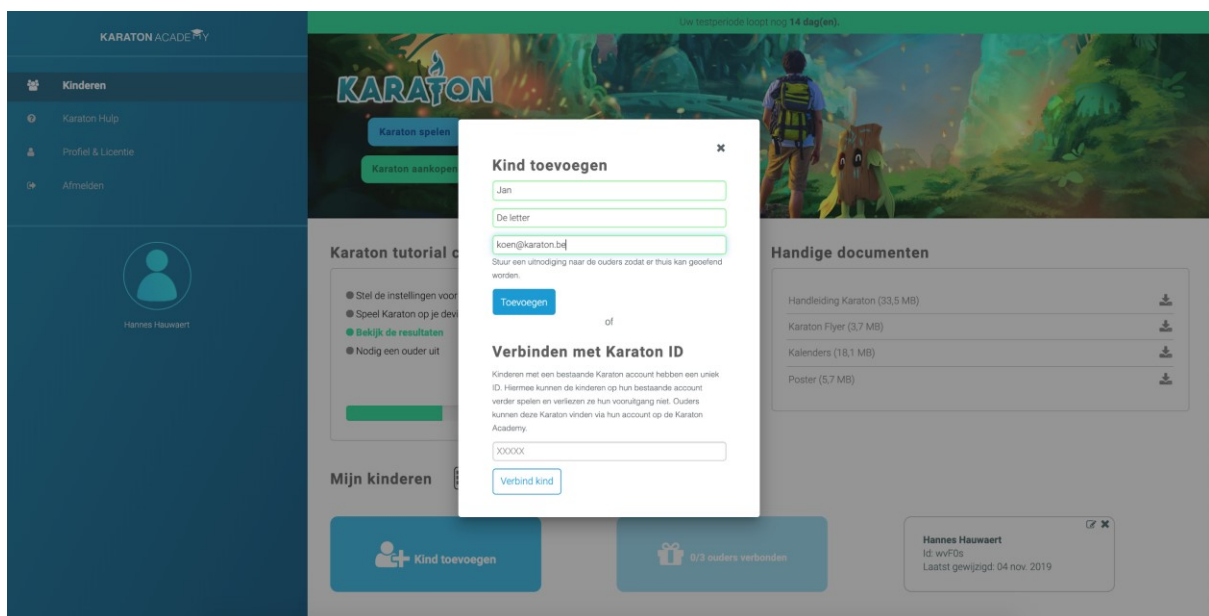 KARATON ACADEMY
Kinderen
Karaton Hulp
Profiel & Licentie
Afmelden
Hannes Hauwaert
Uw testperiode loopt nog 14 dag(en).
KARATON
Karaton spelen
Karaton aankopen
Kind toevoegen
Jan
De letter
koen@karaton.be
Stuur een uitnodiging naar de ouders zodat er thuis kan geoefend
worden.
Toevoegen
of
Verbinden met Karaton ID
Kinderen met een bestaande Karaton account hebben een uniek
ID. Hiermee kunnen de kinderen op hun bestaande account
verder spelen en verliezen ze hun vooruitgang niet. Ouders
kunnen deze Karaton vinden via hun account op de Karaton
Academy.
XXXXX
Verbind kind
Karaton tutorial
Stel de instellingen voor
Speel Karaton op je devi
Bekijk de resultaten
Nodig een ouder uit
Handige documenten
Handleiding Karaton (33,5 MB)
Karaton Flyer (3,7 MB)
Kalenders (18,1 MB)
Poster (5,7 MB)
Mijn kinderen
Kind toevoegen
0/3 ouders verbonden
Hannes Hauwaert
Id: wvF0s
Laatst gewijzigd: 04 nov. 2019